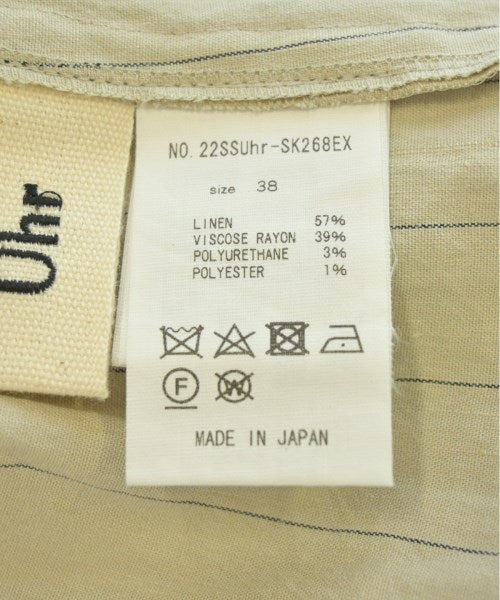 Uhr
NO. 22SSUhr-SK268EX
size 38
LINEN 57%
VISCOSE RAYON 39%
POLYURETHANE 3%
POLYESTER 1%
F W
MADE IN JAPAN